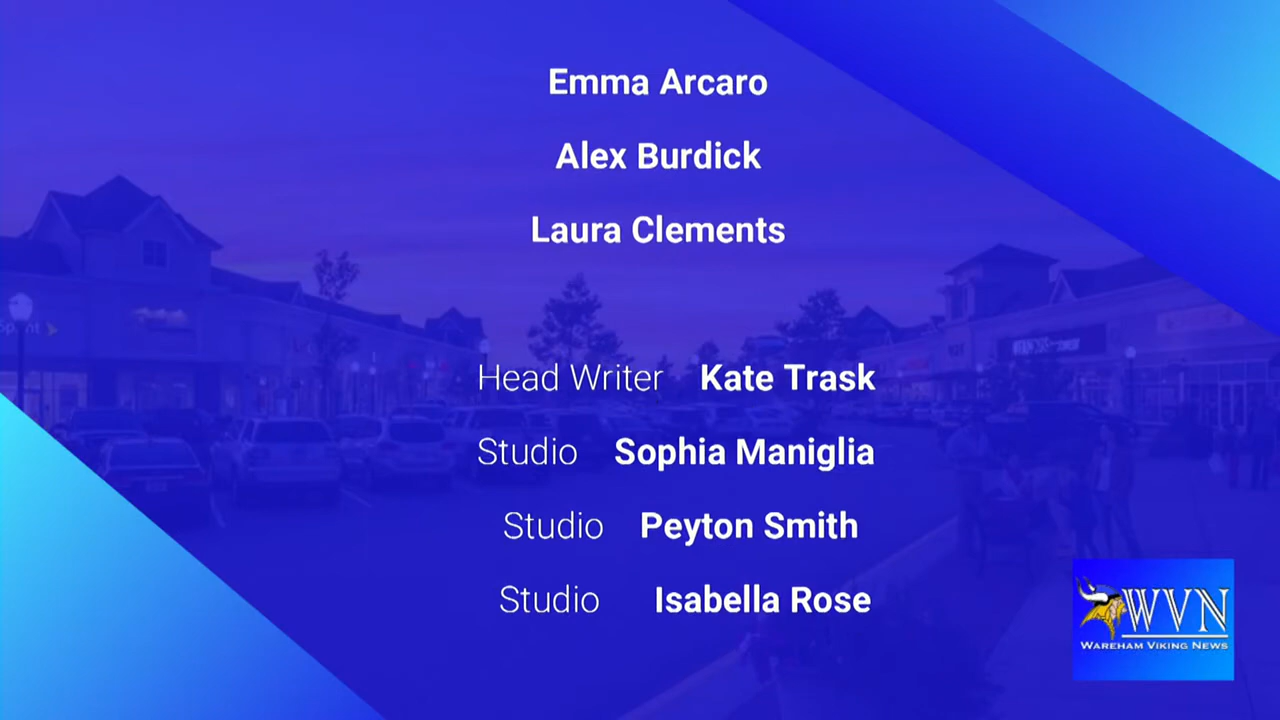 Emma Arcaro
Alex Burdick
Laura Clements
Head Writer Kate Trask
Studio Sophia Maniglia
Studio Peyton Smith
Studio Isabella Rose
WVN
WAREHAM VIKING NEWS